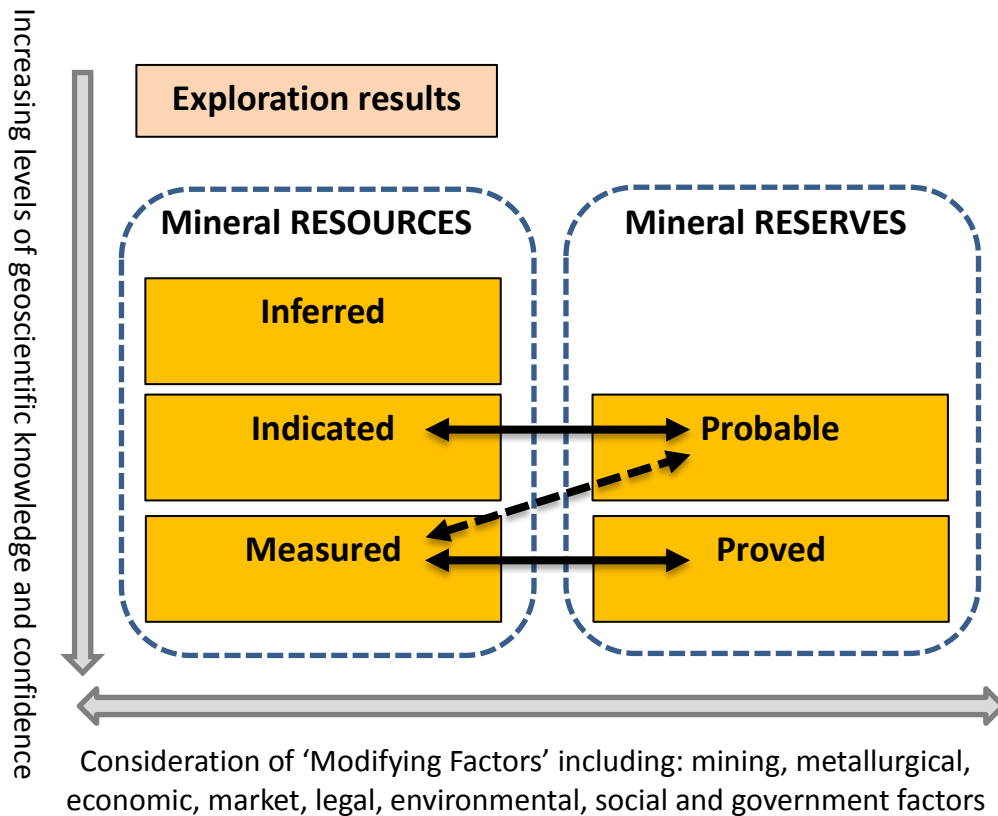 Increasing levels of geoscientific knowledge and confidence
Exploration results
Mineral RESOURCES
Mineral RESERVES
Inferred
Indicated
Probable
Measured
Proved
Consideration of ‘Modifying Factors’ including: mining, metallurgical,
economic, market, legal, environmental, social and government factors